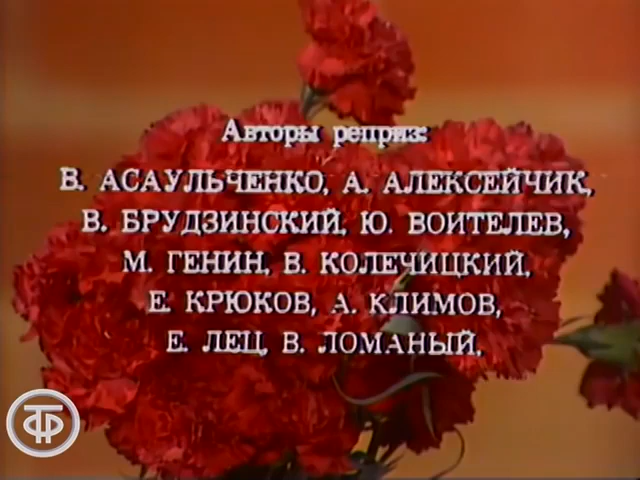 Авторы реприз:
В. АСАУЛЬЧЕНКО, А. АЛЕКСЕЙЧИК,
В. БРУДЗИНСКИЙ, Ю. ВОИТЕЛЕВ,
М. ГЕНИН, В. КОЛЕЧИЦКИЙ,
Е. КРЮКОВ, А. КЛИМОВ,
Е. ЛЕЦ, В. ЛОМАНЫЙ,